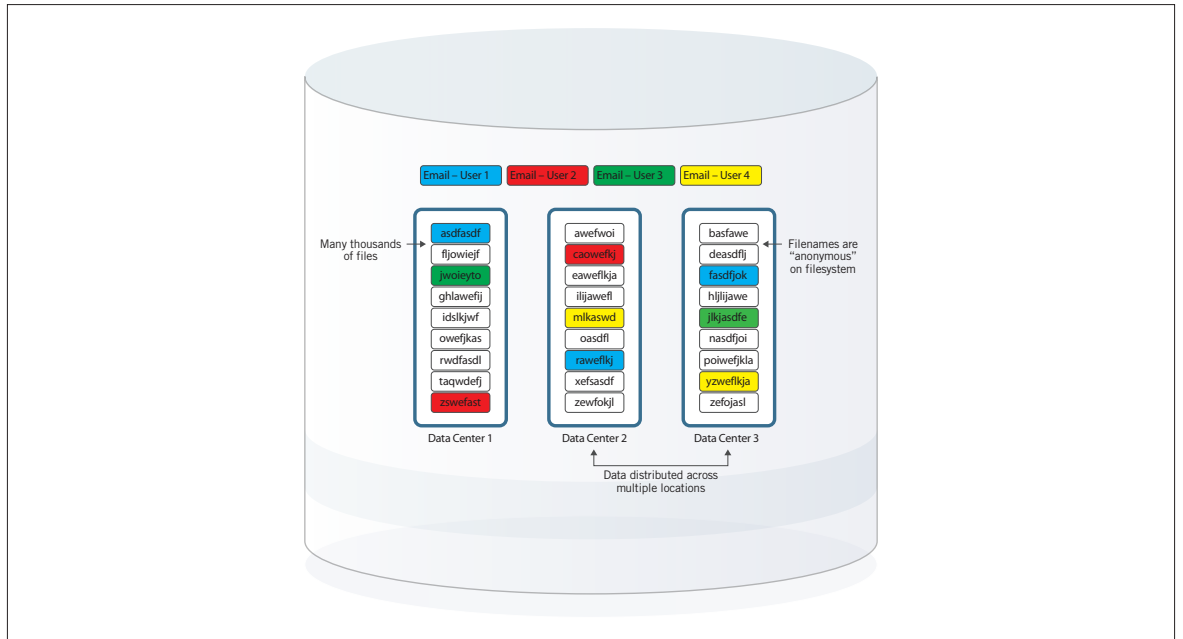 Email – User 1
Email – User 2
Email – User 3
Email – User 4
Many thousands
of files
asdfasdf
fljowiejf
jwoieyto
ghlawefij
idslkjwf
owefjkas
rwdfasdl
taqwdefj
zswefast
Data Center 1
awefwoi
caowefkj
eaweflkja
ilijawefl
mlkaswd
oasdfl
raweflkj
xefsasdf
zewfokjl
Data Center 2
basfawe
deasdflj
fasdfjok
hljlijawe
jlkjasdfe
nasdfjoi
poiwefjkla
yzweflkja
zefojasl
Data Center 3
Filenames are
“anonymous”
on filesystem
Data distributed across
multiple locations